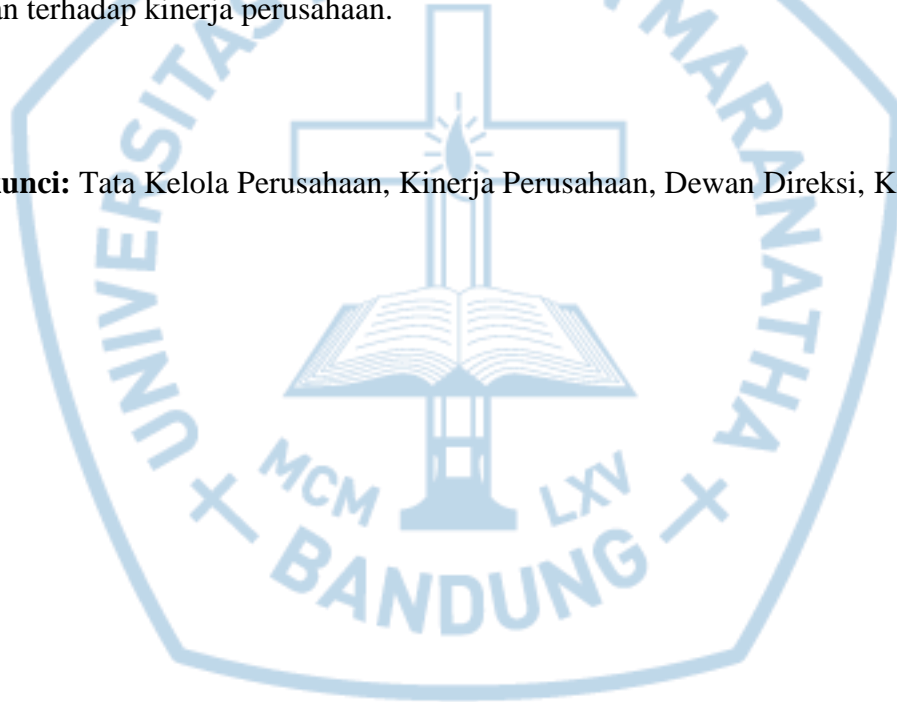 an terhadap kinerja perusahaan.
unci: Tata Kelola Perusahaan, Kinerja Perusahaan, Dewan Direksi, K
UNIVERSITAS
MARANATHA
MCM LXV
BANDUNG